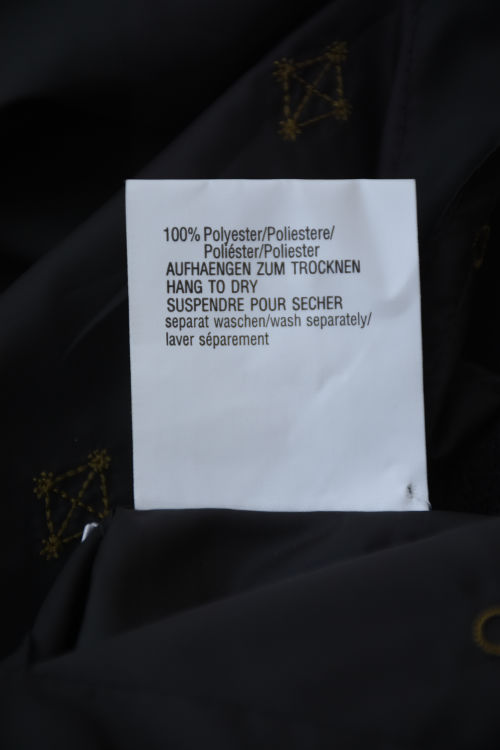 100% Polyester/Poliestere/
Poliéster/Poliester
AUFHAENGEN ZUM TROCKNEN
HANG TO DRY
SUSPENDRE POUR SECHER
separat waschen/wash separately/
laver séparement